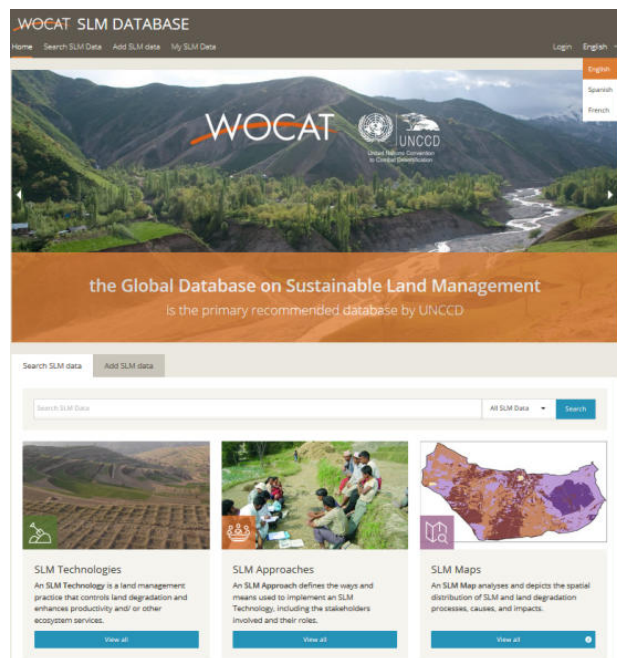 WOCAT SLM DATABASE
Home Search SLM Data Add SLM data My SLM Data Login English
English
Spanish
French
WOCAT
UNCCD
United Nations Convention
to Combat Desertification
the Global Database on Sustainable Land Management
is the primary recommended database by UNCCD
Search SLM data Add SLM data
Search SLM Data All SLM Data Search
SLM Technologies
An SLM Technology is a land management
practice that controls land degradation and
enhances productivity and/ or other
ecosystem services.
View all
SLM Approaches
An SLM Approach defines the ways and
means used to implement an SLM
Technology, including the stakeholders
involved and their roles.
View all
SLM Maps
An SLM Map analyses and depicts the spatial
distribution of SLM and land degradation
processes, causes, and impacts.
View all